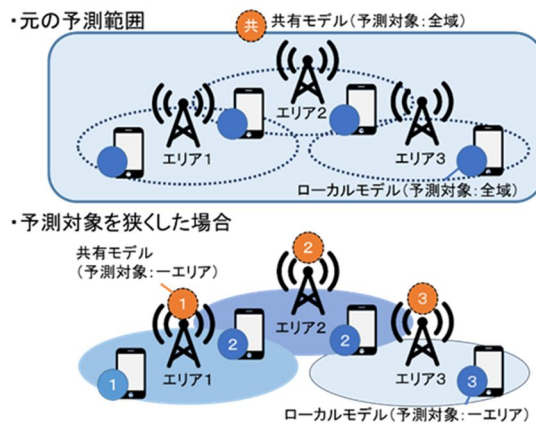 ・元の予測範囲
共 共有モデル(予測対象:全域)
エリア2
エリア1
エリア3
ローカルモデル(予測対象:全域)
・予測対象を狭くした場合
共有モデル
(予測対象:一エリア)
2
1
3
エリア2
2
2
エリア1
エリア3
1
3
ローカルモデル(予測対象:一エリア)